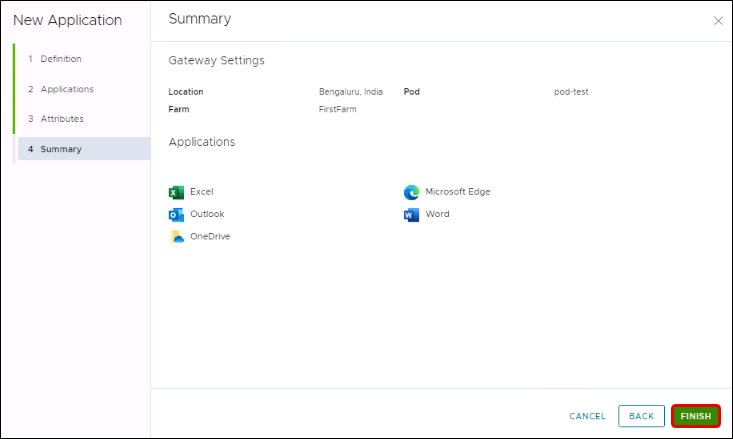 New Application
1 Definition
2 Applications
3 Attributes
4 Summary
Summary
Gateway Settings
Location Bengaluru, India Pod pod-test
Farm FirstFarm
Applications
Excel Microsoft Edge
Outlook Word
OneDrive
CANCEL BACK FINISH